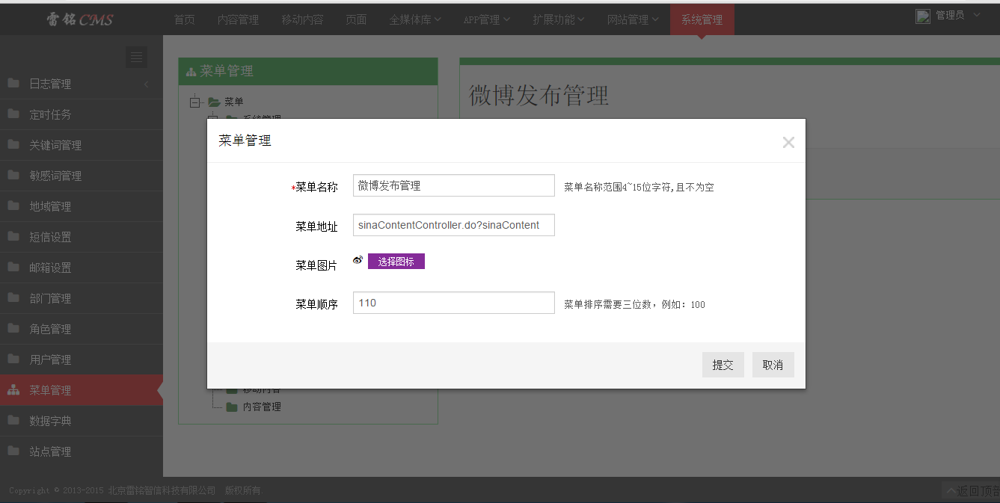 雷铭CMS 首页 内容管理 移动内容 页面 全媒体库 APP管理 扩展功能 网站管理 系统管理 管理员
日志管理
定时任务
关键词管理
敏感词管理
地域管理
短信设置
邮箱设置
部门管理
角色管理
用户管理
菜单管理
数据字典
站点管理
菜单管理
菜单
系统管理
移动内容
内容管理
微博发布管理
菜单管理
*菜单名称 微博发布管理 菜单名称范围4~15位字符,且不为空
菜单地址 sinaContentController.do?sinaContent
菜单图片 选择图标
菜单顺序 110 菜单排序需要三位数，例如：100
提交 取消
Copyright © 2013-2015 北京雷铭智信科技有限公司 版权所有
返回顶部